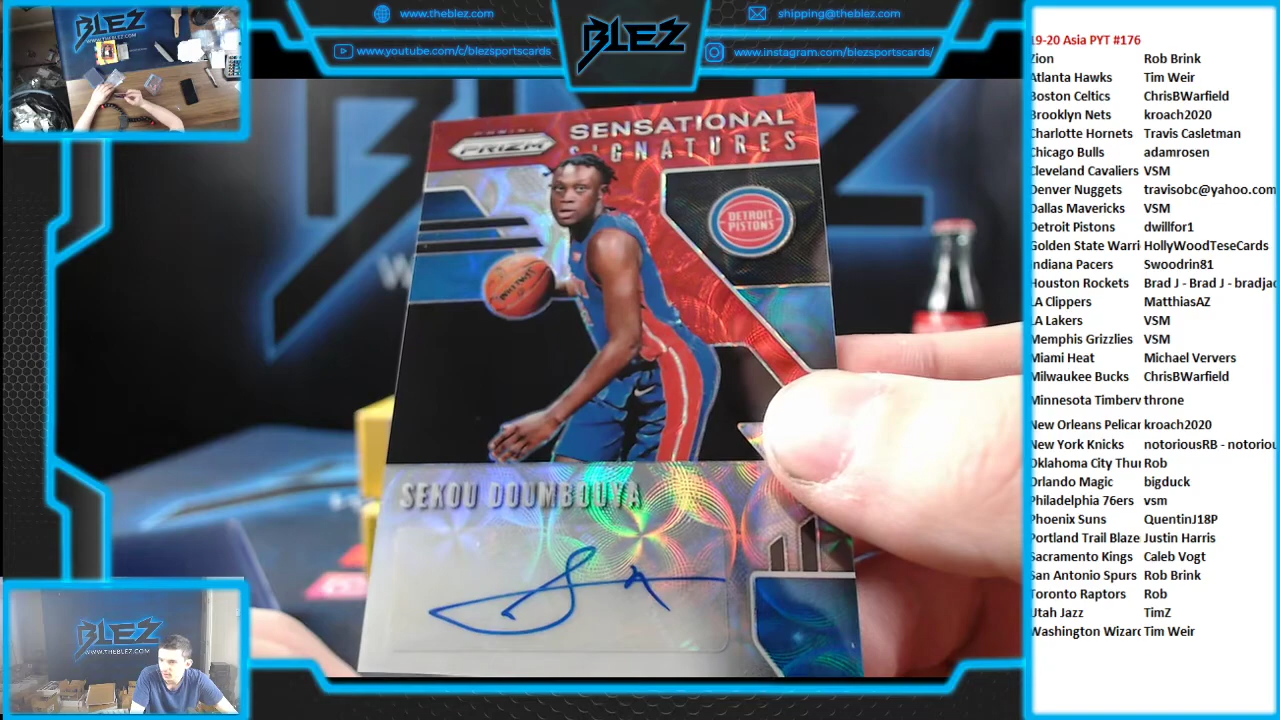 BLEZ
WWW.THEBLEZ.COM
www.theblez.com
www.youtube.com/c/blezsportscards
BLEZ
shipping@theblez.com
www.instagram.com/blezsportscards/
PRIZM
SENSATIONAL
SIGNATURES
DETROIT
PISTONS
SPALDING
SEKOU DOUMBOUYA
BLEZ
WWW.THEBLEZ.COM
19-20 Asia PYT #176
Zion Rob Brink
Atlanta Hawks Tim Weir
Boston Celtics ChrisBWarfield
Brooklyn Nets kroach2020
Charlotte Hornets Travis Casletman
Chicago Bulls adamrosen
Cleveland Cavaliers VSM
Denver Nuggets travisobc@yahoo.com
Dallas Mavericks VSM
Detroit Pistons dwillfor1
Golden State Warri HollyWoodTeseCards
Indiana Pacers Swoodrin81
Houston Rockets Brad J - Brad J - bradjac
LA Clippers MatthiasAZ
LA Lakers VSM
Memphis Grizzlies VSM
Miami Heat Michael Ververs
Milwaukee Bucks ChrisBWarfield
Minnesota Timberv throne
New Orleans Pelicar kroach2020
New York Knicks notoriousRB - notoriou
Oklahoma City Thu Rob
Orlando Magic bigduck
Philadelphia 76ers vsm
Phoenix Suns QuentinJ18P
Portland Trail Blaze Justin Harris
Sacramento Kings Caleb Vogt
San Antonio Spurs Rob Brink
Toronto Raptors Rob
Utah Jazz TimZ
Washington Wizard Tim Weir